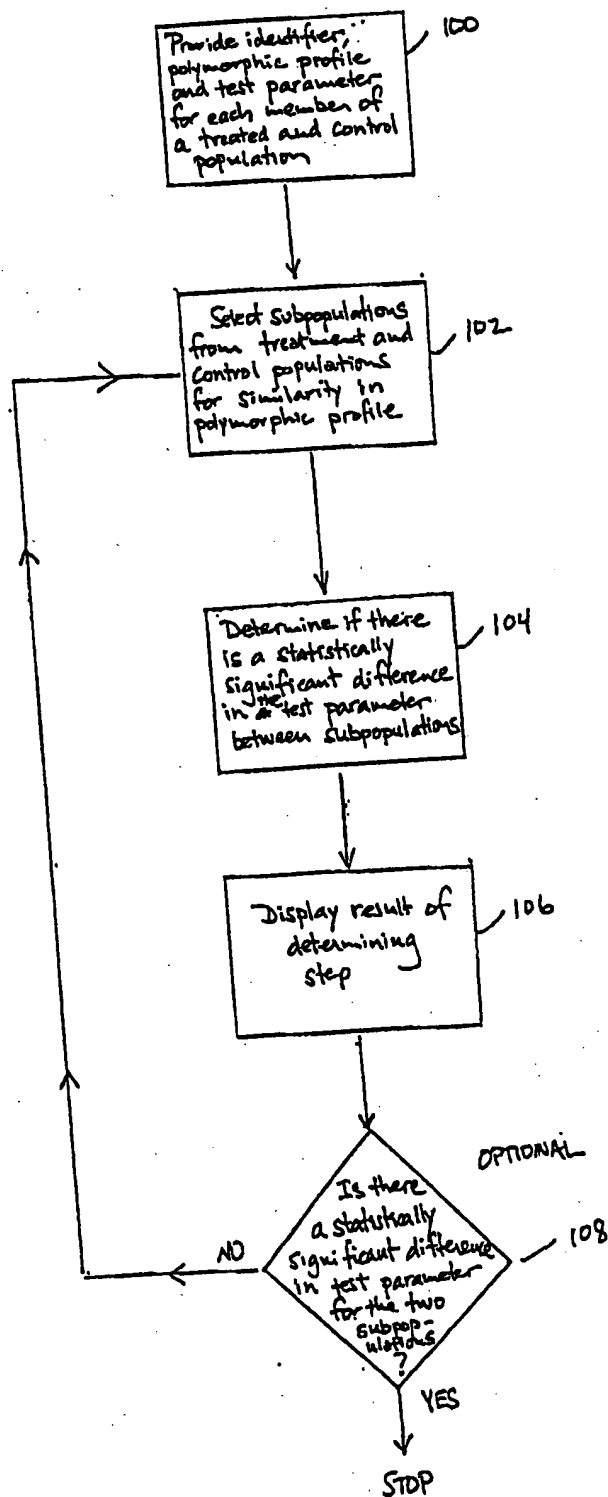 Provide identifier,
polymorphic profile
and test parameter
for each member of
a treated and control
population
100
Select subpopulations
from treatment and
control populations
for similarity in
polymorphic profile
102
Determine if there
is a statistically
significant difference
in the test parameter
between subpopulations
104
Display result of
determining
step
106
OPTIONAL
Is there
a statistically
significant difference
in test parameter
for the two
subpop-
ulations
?
108
NO
YES
STOP